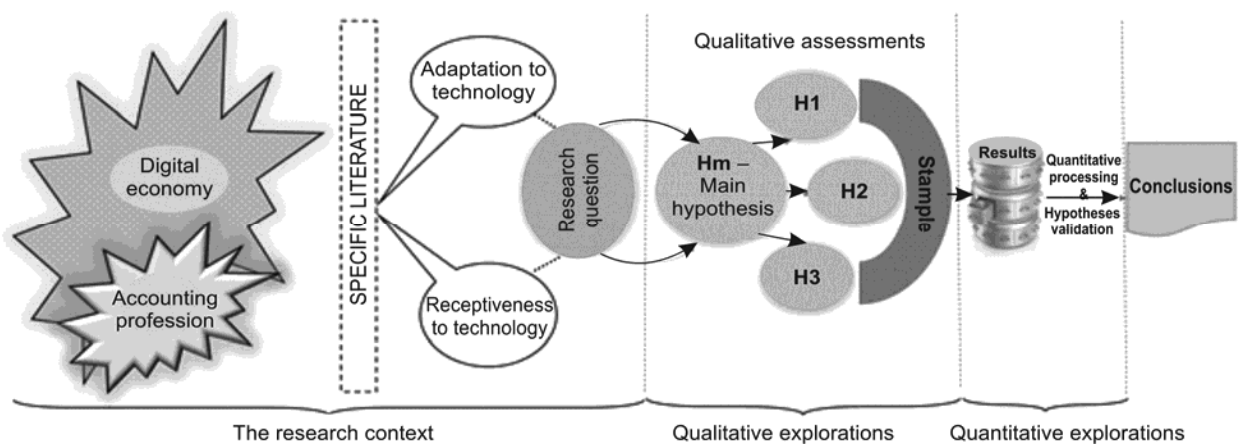 Digital
economy
Accounting
profession
SPECIFIC LITERATURE
Adaptation to
technology
Receptiveness
to technology
Research
question
Qualitative assessments
Hm –
Main
hypothesis
H1
H2
H3
Stample
Results
Quantitative
processing
&
Hypotheses
validation
Conclusions
The research context
Qualitative explorations
Quantitative explorations